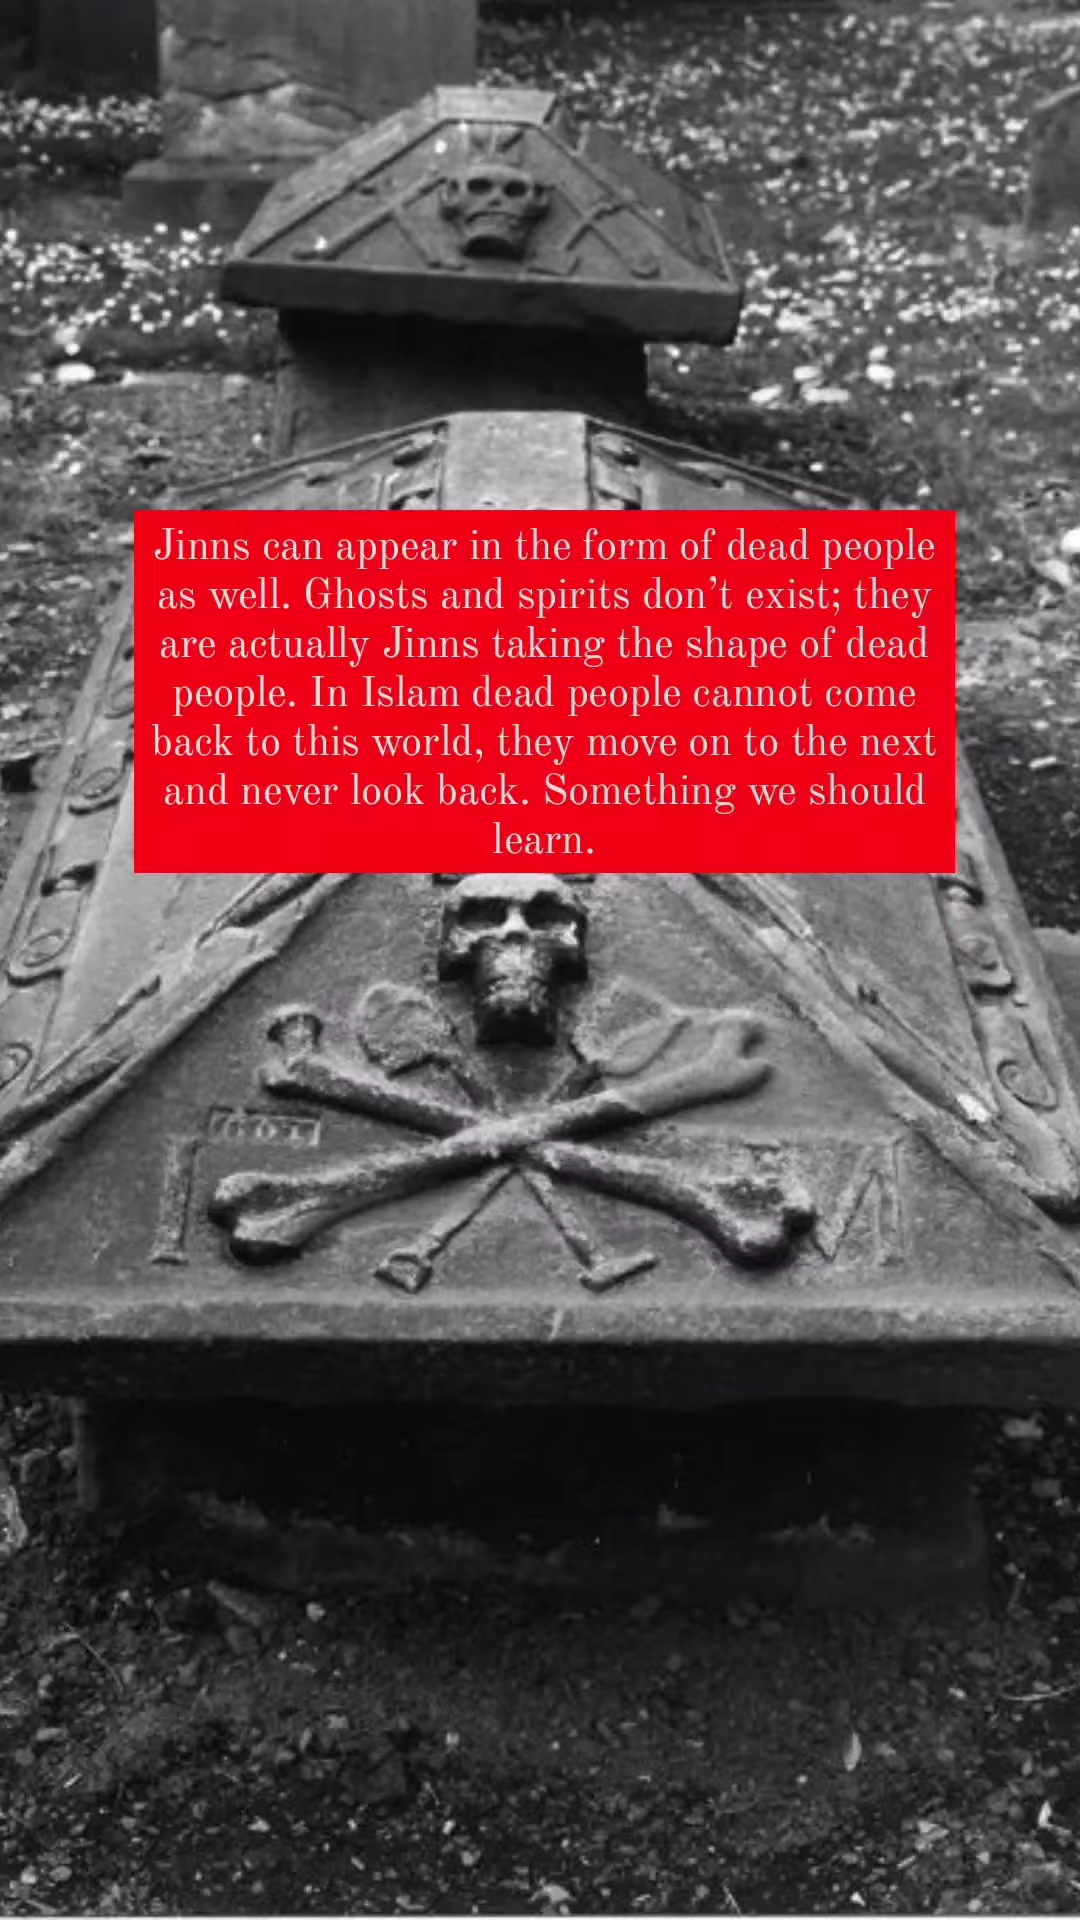 Jinns can appear in the form of dead people
as well. Ghosts and spirits don’t exist; they
are actually Jinns taking the shape of dead
people. In Islam dead people cannot come
back to this world, they move on to the next
and never look back. Something we should
learn.
I M